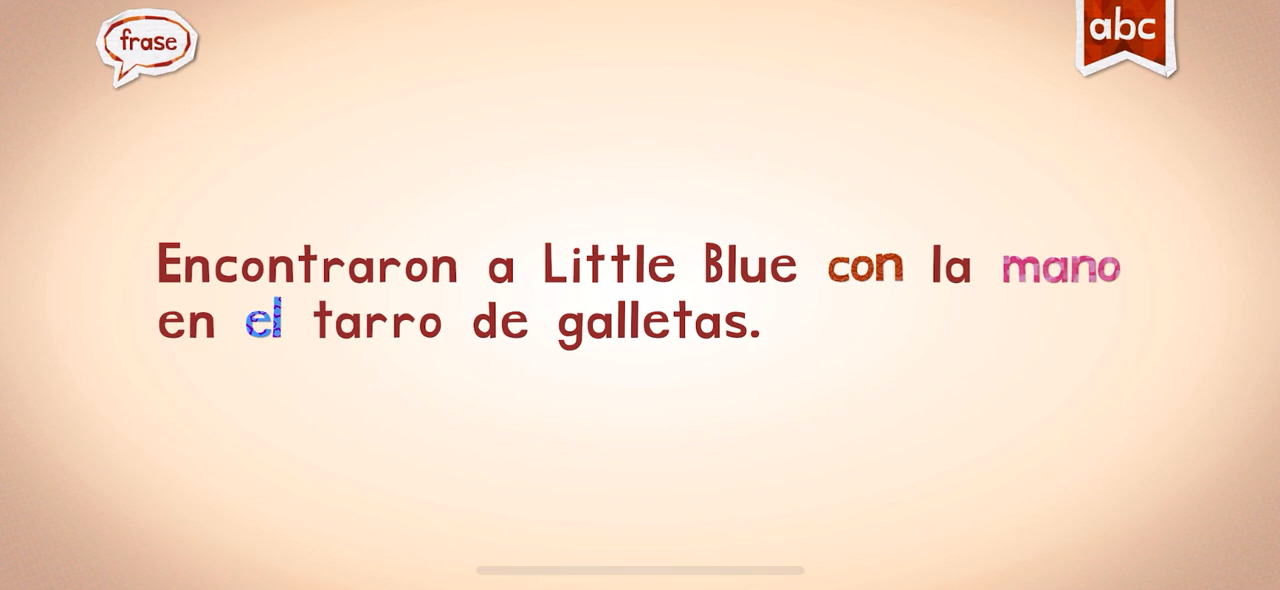 frase
abc
Encontraron a Little Blue con la mano
en el tarro de galletas.